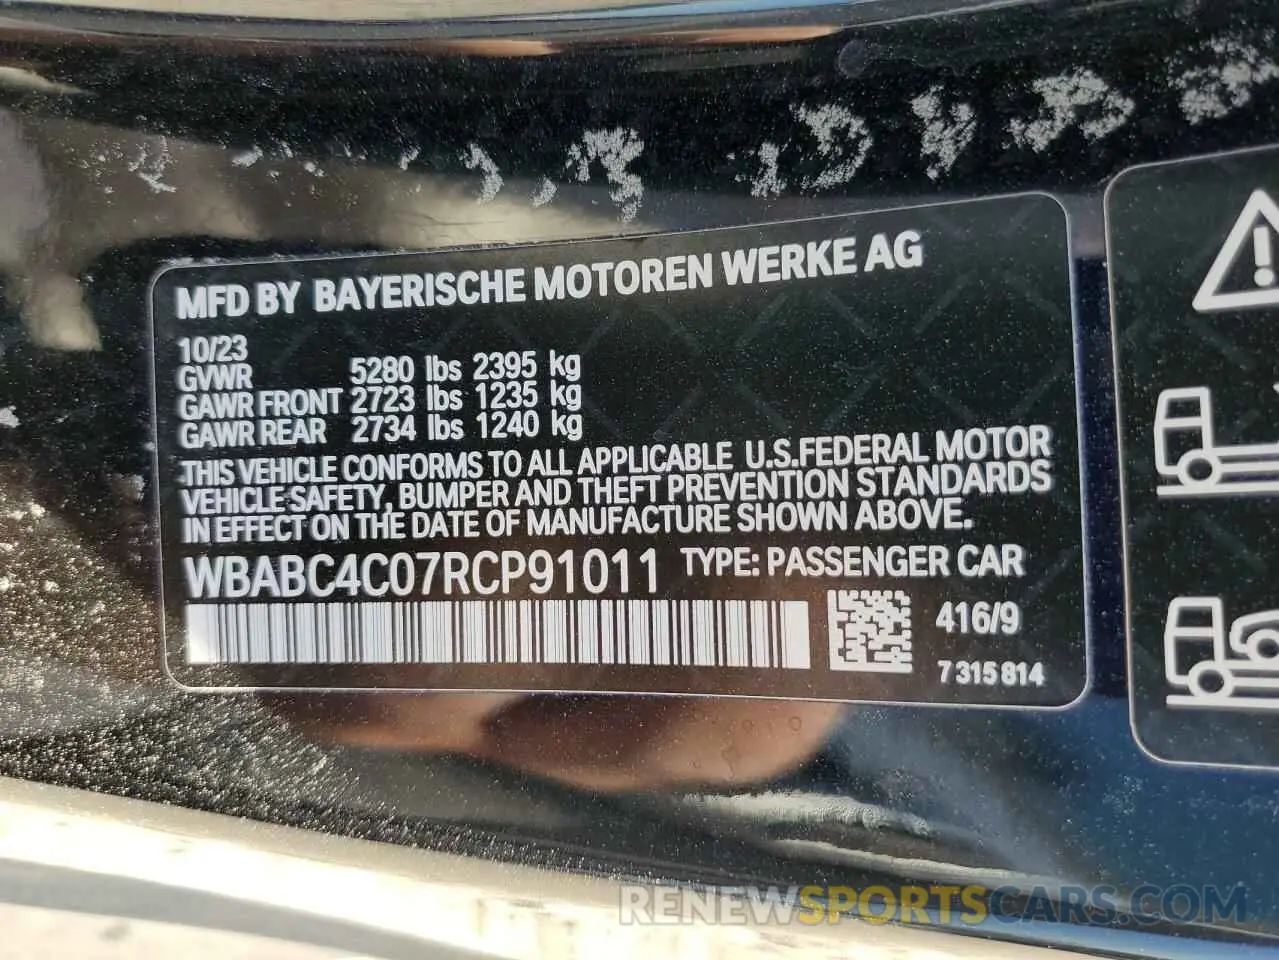 MFD BY BAYERISCHE MOTOREN WERKE AG
10/23
GVWR 5280 lbs 2395 kg
GAWR FRONT 2723 lbs 1235 kg
GAWR REAR 2734 lbs 1240 kg
THIS VEHICLE CONFORMS TO ALL APPLICABLE U.S.FEDERAL MOTOR
VEHICLE SAFETY, BUMPER AND THEFT PREVENTION STANDARDS
IN EFFECT ON THE DATE OF MANUFACTURE SHOWN ABOVE.
WBABC4C07RCP91011 TYPE: PASSENGER CAR
416/9
7 315 814
RENEWSPORTSCARS.COM